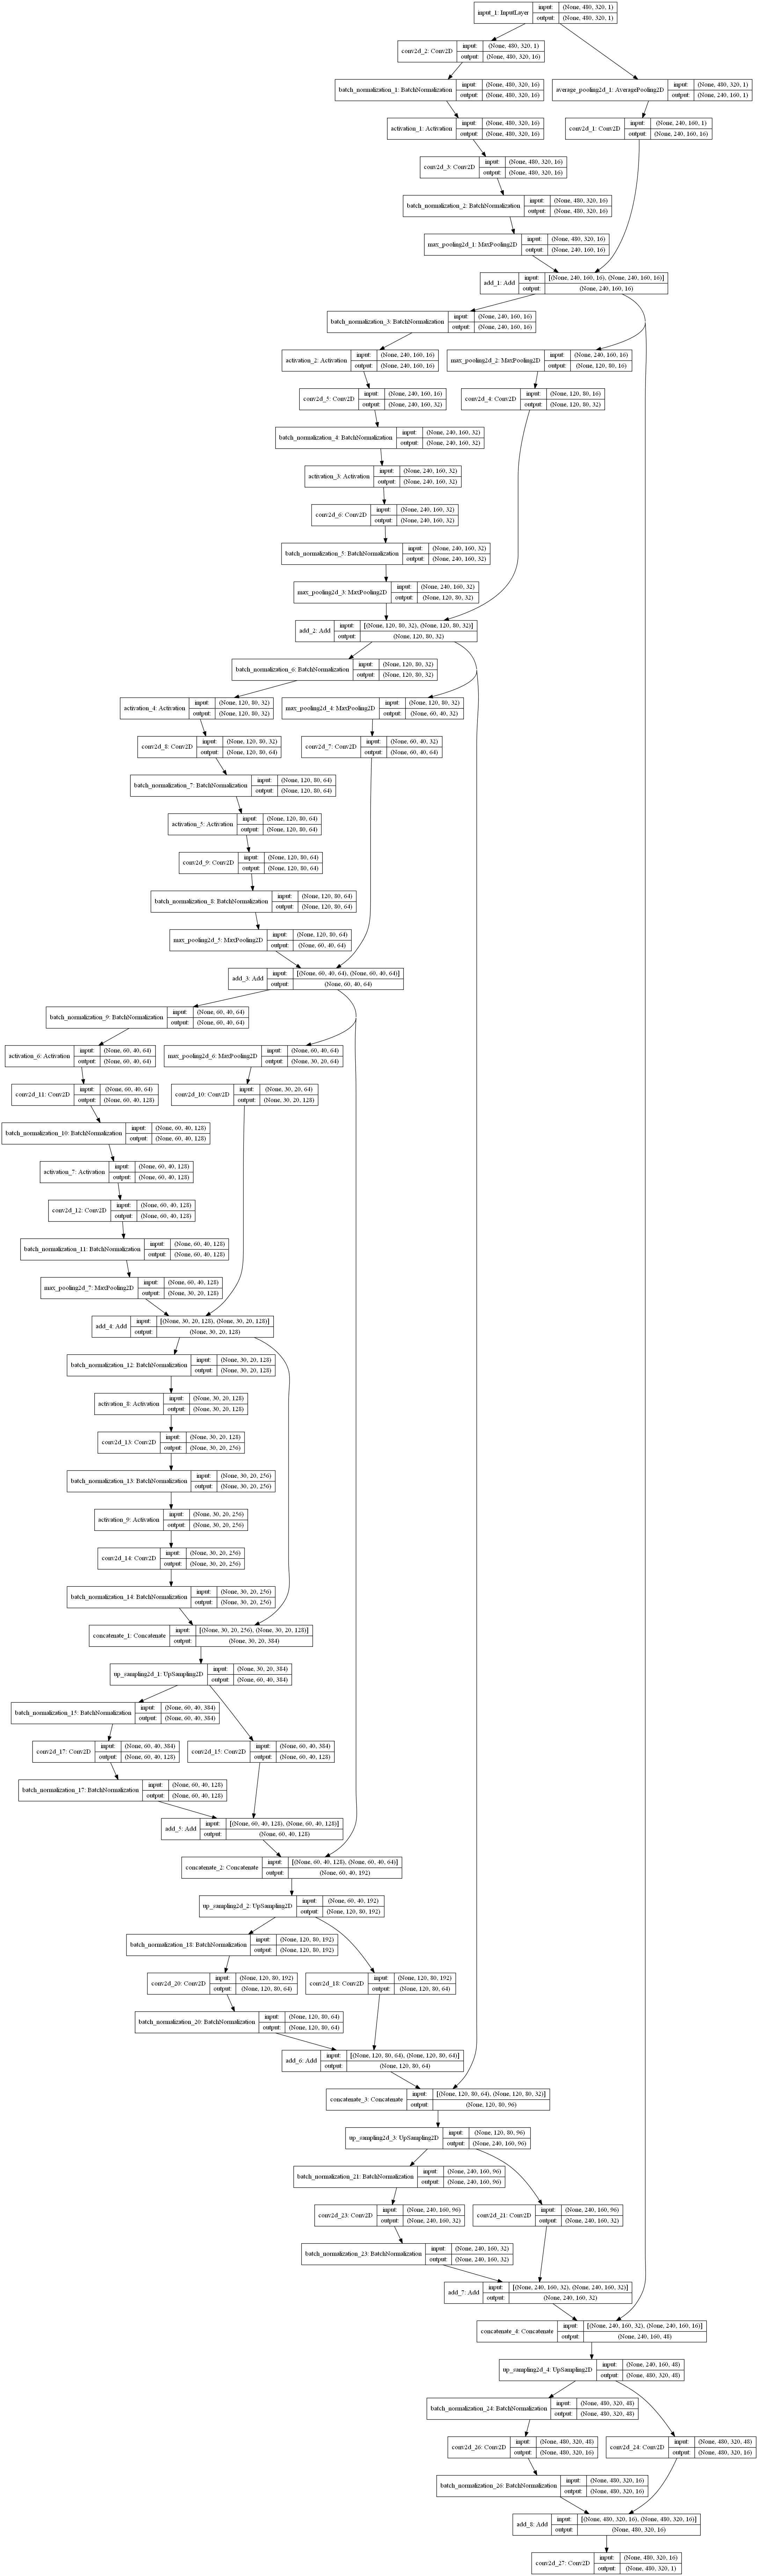 input_1: InputLayer
input: (None, 480, 320, 1)
output: (None, 480, 320, 1)
conv2d_2: Conv2D
input: (None, 480, 320, 1)
output: (None, 480, 320, 16)
batch_normalization_1: BatchNormalization
input: (None, 480, 320, 16)
output: (None, 480, 320, 16)
average_pooling2d_1: AveragePooling2D
input: (None, 480, 320, 1)
output: (None, 240, 160, 1)
activation_1: Activation
input: (None, 480, 320, 16)
output: (None, 480, 320, 16)
conv2d_1: Conv2D
input: (None, 240, 160, 1)
output: (None, 240, 160, 16)
conv2d_3: Conv2D
input: (None, 480, 320, 16)
output: (None, 480, 320, 16)
batch_normalization_2: BatchNormalization
input: (None, 480, 320, 16)
output: (None, 480, 320, 16)
max_pooling2d_1: MaxPooling2D
input: (None, 480, 320, 16)
output: (None, 240, 160, 16)
add_1: Add
input: [(None, 240, 160, 16), (None, 240, 160, 16)]
output: (None, 240, 160, 16)
batch_normalization_3: BatchNormalization
input: (None, 240, 160, 16)
output: (None, 240, 160, 16)
activation_2: Activation
input: (None, 240, 160, 16)
output: (None, 240, 160, 16)
max_pooling2d_2: MaxPooling2D
input: (None, 240, 160, 16)
output: (None, 120, 80, 16)
conv2d_5: Conv2D
input: (None, 240, 160, 16)
output: (None, 240, 160, 32)
conv2d_4: Conv2D
input: (None, 120, 80, 16)
output: (None, 120, 80, 32)
batch_normalization_4: BatchNormalization
input: (None, 240, 160, 32)
output: (None, 240, 160, 32)
activation_3: Activation
input: (None, 240, 160, 32)
output: (None, 240, 160, 32)
conv2d_6: Conv2D
input: (None, 240, 160, 32)
output: (None, 240, 160, 32)
batch_normalization_5: BatchNormalization
input: (None, 240, 160, 32)
output: (None, 240, 160, 32)
max_pooling2d_3: MaxPooling2D
input: (None, 240, 160, 32)
output: (None, 120, 80, 32)
add_2: Add
input: [(None, 120, 80, 32), (None, 120, 80, 32)]
output: (None, 120, 80, 32)
batch_normalization_6: BatchNormalization
input: (None, 120, 80, 32)
output: (None, 120, 80, 32)
activation_4: Activation
input: (None, 120, 80, 32)
output: (None, 120, 80, 32)
max_pooling2d_4: MaxPooling2D
input: (None, 120, 80, 32)
output: (None, 60, 40, 32)
conv2d_8: Conv2D
input: (None, 120, 80, 32)
output: (None, 120, 80, 64)
conv2d_7: Conv2D
input: (None, 60, 40, 32)
output: (None, 60, 40, 64)
batch_normalization_7: BatchNormalization
input: (None, 120, 80, 64)
output: (None, 120, 80, 64)
activation_5: Activation
input: (None, 120, 80, 64)
output: (None, 120, 80, 64)
conv2d_9: Conv2D
input: (None, 120, 80, 64)
output: (None, 120, 80, 64)
batch_normalization_8: BatchNormalization
input: (None, 120, 80, 64)
output: (None, 120, 80, 64)
max_pooling2d_5: MaxPooling2D
input: (None, 120, 80, 64)
output: (None, 60, 40, 64)
add_3: Add
input: [(None, 60, 40, 64), (None, 60, 40, 64)]
output: (None, 60, 40, 64)
batch_normalization_9: BatchNormalization
input: (None, 60, 40, 64)
output: (None, 60, 40, 64)
activation_6: Activation
input: (None, 60, 40, 64)
output: (None, 60, 40, 64)
max_pooling2d_6: MaxPooling2D
input: (None, 60, 40, 64)
output: (None, 30, 20, 64)
conv2d_11: Conv2D
input: (None, 60, 40, 64)
output: (None, 60, 40, 128)
conv2d_10: Conv2D
input: (None, 30, 20, 64)
output: (None, 30, 20, 128)
batch_normalization_10: BatchNormalization
input: (None, 60, 40, 128)
output: (None, 60, 40, 128)
activation_7: Activation
input: (None, 60, 40, 128)
output: (None, 60, 40, 128)
conv2d_12: Conv2D
input: (None, 60, 40, 128)
output: (None, 60, 40, 128)
batch_normalization_11: BatchNormalization
input: (None, 60, 40, 128)
output: (None, 60, 40, 128)
max_pooling2d_7: MaxPooling2D
input: (None, 60, 40, 128)
output: (None, 30, 20, 128)
add_4: Add
input: [(None, 30, 20, 128), (None, 30, 20, 128)]
output: (None, 30, 20, 128)
batch_normalization_12: BatchNormalization
input: (None, 30, 20, 128)
output: (None, 30, 20, 128)
activation_8: Activation
input: (None, 30, 20, 128)
output: (None, 30, 20, 128)
conv2d_13: Conv2D
input: (None, 30, 20, 128)
output: (None, 30, 20, 256)
batch_normalization_13: BatchNormalization
input: (None, 30, 20, 256)
output: (None, 30, 20, 256)
activation_9: Activation
input: (None, 30, 20, 256)
output: (None, 30, 20, 256)
conv2d_14: Conv2D
input: (None, 30, 20, 256)
output: (None, 30, 20, 256)
batch_normalization_14: BatchNormalization
input: (None, 30, 20, 256)
output: (None, 30, 20, 256)
concatenate_1: Concatenate
input: [(None, 30, 20, 256), (None, 30, 20, 128)]
output: (None, 30, 20, 384)
up_sampling2d_1: UpSampling2D
input: (None, 30, 20, 384)
output: (None, 60, 40, 384)
batch_normalization_15: BatchNormalization
input: (None, 60, 40, 384)
output: (None, 60, 40, 384)
conv2d_17: Conv2D
input: (None, 60, 40, 384)
output: (None, 60, 40, 128)
conv2d_15: Conv2D
input: (None, 60, 40, 384)
output: (None, 60, 40, 128)
batch_normalization_17: BatchNormalization
input: (None, 60, 40, 128)
output: (None, 60, 40, 128)
add_5: Add
input: [(None, 60, 40, 128), (None, 60, 40, 128)]
output: (None, 60, 40, 128)
concatenate_2: Concatenate
input: [(None, 60, 40, 128), (None, 60, 40, 64)]
output: (None, 60, 40, 192)
up_sampling2d_2: UpSampling2D
input: (None, 60, 40, 192)
output: (None, 120, 80, 192)
batch_normalization_18: BatchNormalization
input: (None, 120, 80, 192)
output: (None, 120, 80, 192)
conv2d_20: Conv2D
input: (None, 120, 80, 192)
output: (None, 120, 80, 64)
conv2d_18: Conv2D
input: (None, 120, 80, 192)
output: (None, 120, 80, 64)
batch_normalization_20: BatchNormalization
input: (None, 120, 80, 64)
output: (None, 120, 80, 64)
add_6: Add
input: [(None, 120, 80, 64), (None, 120, 80, 64)]
output: (None, 120, 80, 64)
concatenate_3: Concatenate
input: [(None, 120, 80, 64), (None, 120, 80, 32)]
output: (None, 120, 80, 96)
up_sampling2d_3: UpSampling2D
input: (None, 120, 80, 96)
output: (None, 240, 160, 96)
batch_normalization_21: BatchNormalization
input: (None, 240, 160, 96)
output: (None, 240, 160, 96)
conv2d_23: Conv2D
input: (None, 240, 160, 96)
output: (None, 240, 160, 32)
conv2d_21: Conv2D
input: (None, 240, 160, 96)
output: (None, 240, 160, 32)
batch_normalization_23: BatchNormalization
input: (None, 240, 160, 32)
output: (None, 240, 160, 32)
add_7: Add
input: [(None, 240, 160, 32), (None, 240, 160, 32)]
output: (None, 240, 160, 32)
concatenate_4: Concatenate
input: [(None, 240, 160, 32), (None, 240, 160, 16)]
output: (None, 240, 160, 48)
up_sampling2d_4: UpSampling2D
input: (None, 240, 160, 48)
output: (None, 480, 320, 48)
batch_normalization_24: BatchNormalization
input: (None, 480, 320, 48)
output: (None, 480, 320, 48)
conv2d_26: Conv2D
input: (None, 480, 320, 48)
output: (None, 480, 320, 16)
conv2d_24: Conv2D
input: (None, 480, 320, 48)
output: (None, 480, 320, 16)
batch_normalization_26: BatchNormalization
input: (None, 480, 320, 16)
output: (None, 480, 320, 16)
add_8: Add
input: [(None, 480, 320, 16), (None, 480, 320, 16)]
output: (None, 480, 320, 16)
conv2d_27: Conv2D
input: (None, 480, 320, 16)
output: (None, 480, 320, 1)